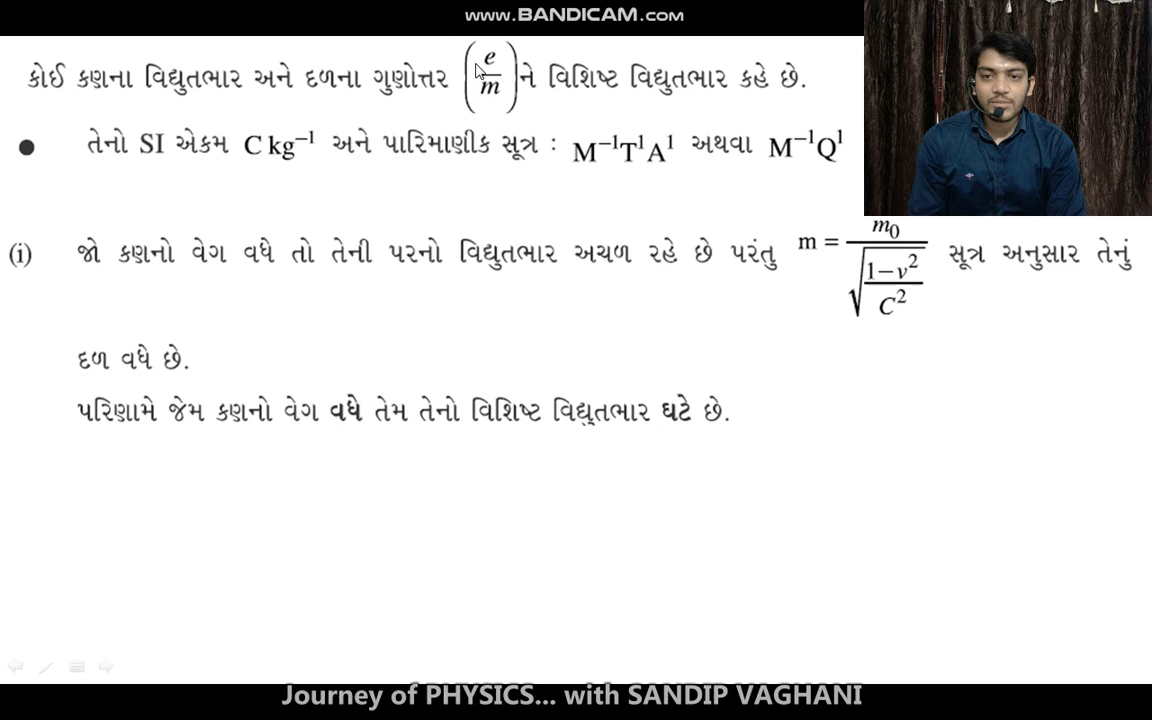 www.BANDICAM.com
કોઈ કણના વિદ્યુતભાર અને દળના ગુણોત્તર (e/m) ને વિશિષ્ટ વિદ્યુતભાર કહે છે.
● તેનો SI એકમ C kg⁻¹ અને પારિમાણીક સૂત્ર : M⁻¹T¹A¹ અથવા M⁻¹Q¹
(i) જો કણનો વેગ વધે તો તેની પરનો વિદ્યુતભાર અચળ રહે છે પરંતુ m = m₀/√(1−v²/C²) સૂત્ર અનુસાર તેનું
દળ વધે છે.
પરિણામે જેમ કણનો વેગ વધે તેમ તેનો વિશિષ્ટ વિદ્યુતભાર ઘટે છે.
Journey of PHYSICS... with SANDIP VAGHANI